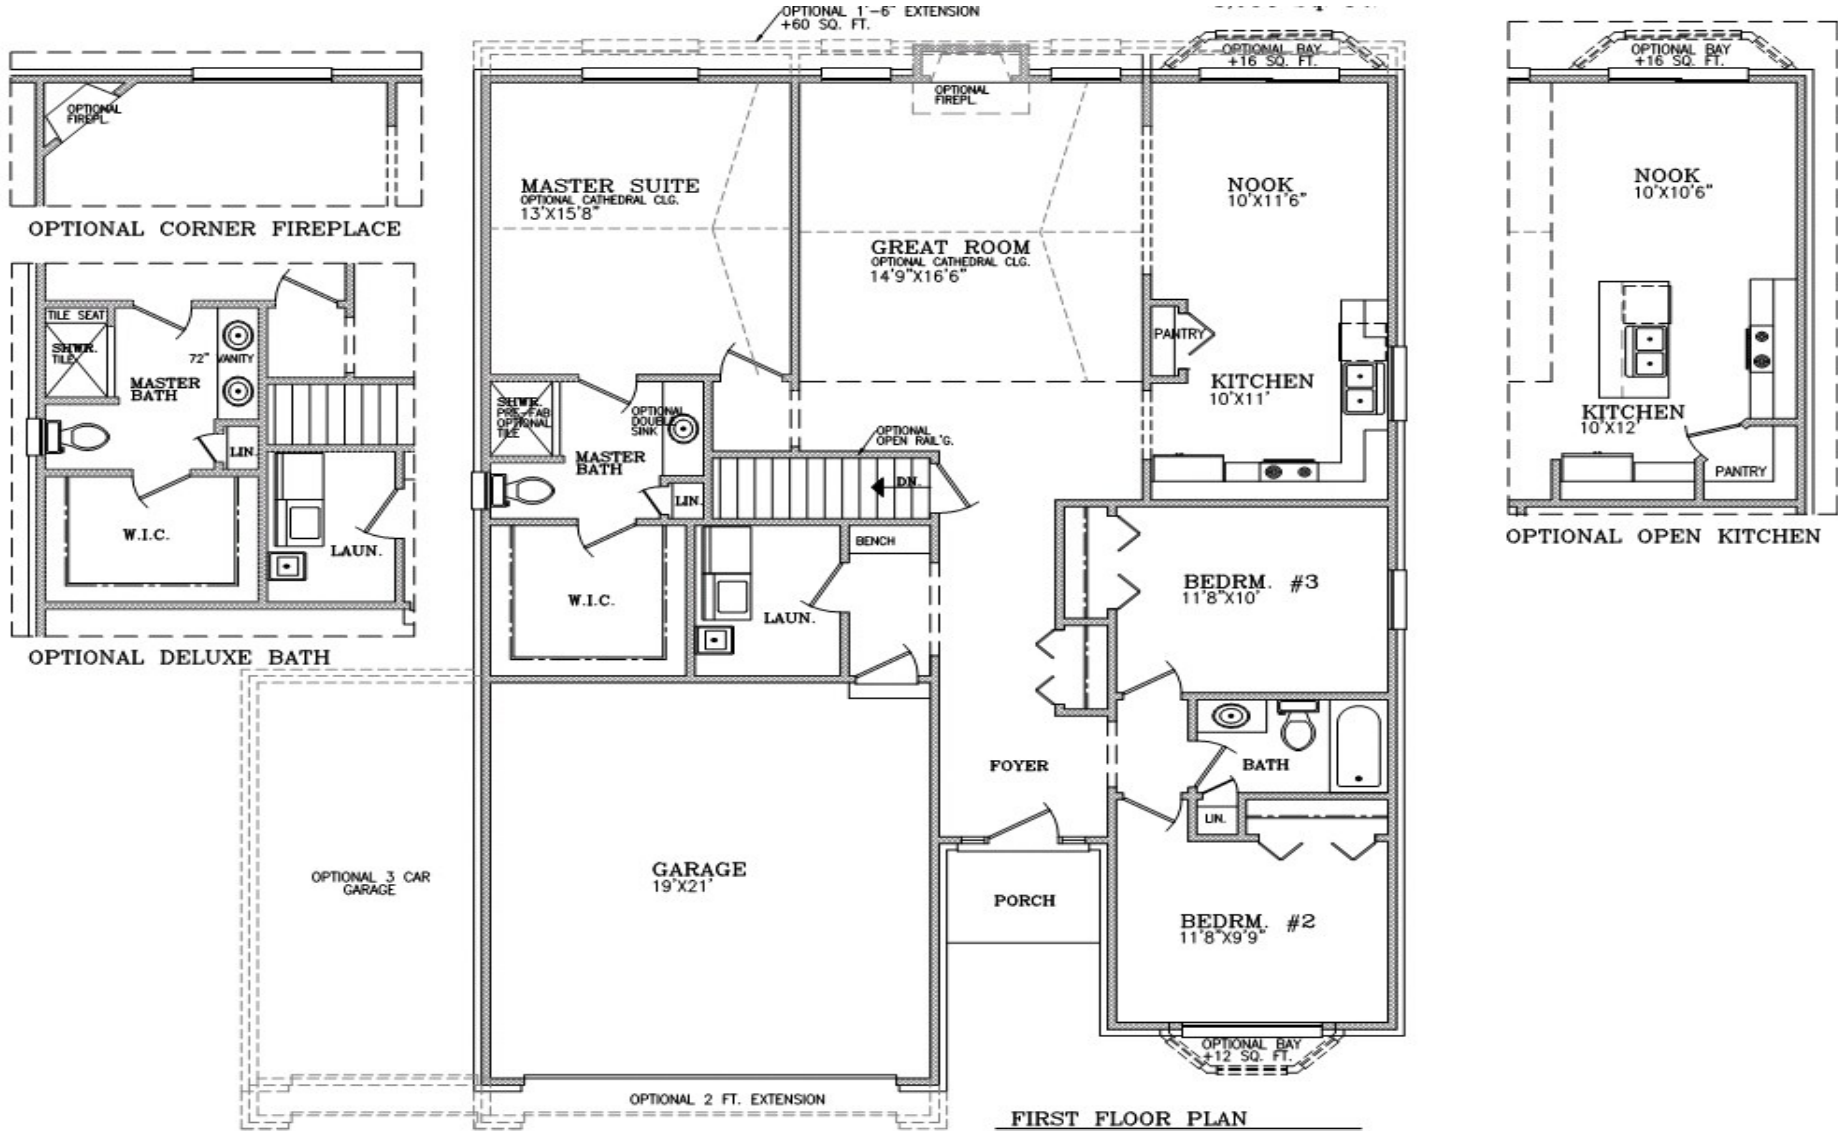 OPTIONAL 1'-6" EXTENSION
+60 SQ. FT.
OPTIONAL BAY
+16 SQ. FT.
OPTIONAL BAY
+16 SQ. FT.
OPTIONAL
FIREPL.
OPTIONAL CORNER FIREPLACE
OPTIONAL
FIREPL.
MASTER SUITE
OPTIONAL CATHEDRAL CLG.
13'X15'8"
GREAT ROOM
OPTIONAL CATHEDRAL CLG.
14'9"X16'6"
NOOK
10'X11'6"
NOOK
10'X10'6"
PANTRY
KITCHEN
10'X11'
KITCHEN
10'X12'
PANTRY
OPTIONAL OPEN KITCHEN
TILE SEAT
SHWR.
TILE
72" VANITY
MASTER
BATH
LIN.
W.I.C.
LAUN.
OPTIONAL DELUXE BATH
SHWR.
PRE-FAB
OPTIONAL
TILE
OPTIONAL
DOUBLE
SINK
MASTER
BATH
LIN.
OPTIONAL
OPEN RAIL'G.
DN.
W.I.C.
LAUN.
BENCH
BEDRM. #3
11'8"X10'
FOYER
BATH
LIN.
OPTIONAL 3 CAR
GARAGE
GARAGE
19'X21'
PORCH
BEDRM. #2
11'8"X9'9"
OPTIONAL BAY
+12 SQ. FT.
OPTIONAL 2 FT. EXTENSION
FIRST FLOOR PLAN